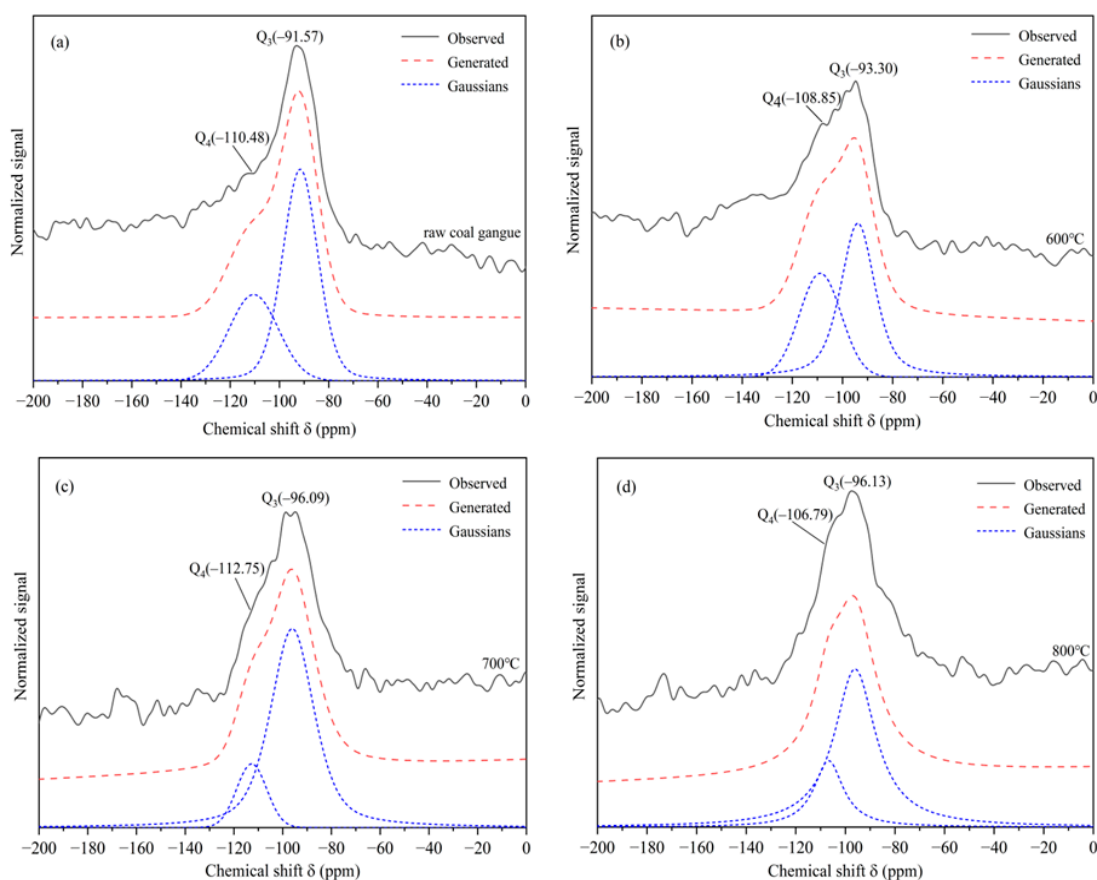 (a)
Q3(−91.57)
Q4(−110.48)
Observed
Generated
Gaussians
raw coal gangue
Normalized signal
−200 −180 −160 −140 −120 −100 −80 −60 −40 −20 0
Chemical shift δ (ppm)
(b)
Q3(−93.30)
Q4(−108.85)
Observed
Generated
Gaussians
600℃
Normalized signal
−200 −180 −160 −140 −120 −100 −80 −60 −40 −20 0
Chemical shift δ (ppm)
(c)
Q3(−96.09)
Q4(−112.75)
Observed
Generated
Gaussians
700℃
Normalized signal
−200 −180 −160 −140 −120 −100 −80 −60 −40 −20 0
Chemical shift δ (ppm)
(d)
Q3(−96.13)
Q4(−106.79)
Observed
Generated
Gaussians
800℃
Normalized signal
−200 −180 −160 −140 −120 −100 −80 −60 −40 −20 0
Chemical shift δ (ppm)